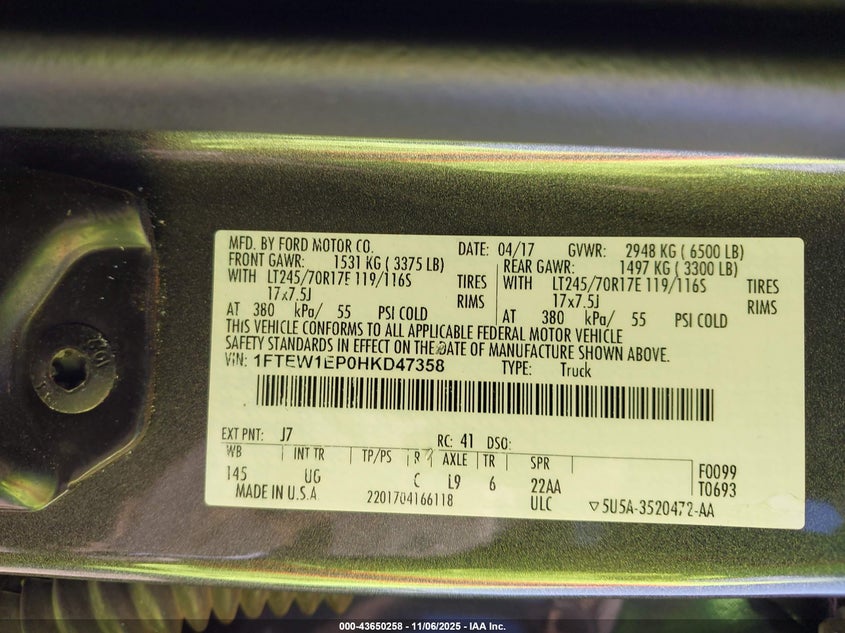 MFD. BY FORD MOTOR CO. DATE: 04/17 GVWR: 2948 KG ( 6500 LB)
FRONT GAWR: 1531 KG ( 3375 LB) REAR GAWR: 1497 KG ( 3300 LB)
WITH LT245/70R17E 119/116S TIRES WITH LT245/70R17E 119/116S TIRES
17x7.5J RIMS 17x7.5J RIMS
AT 380 kPa/ 55 PSI COLD AT 380 kPa/ 55 PSI COLD
THIS VEHICLE CONFORMS TO ALL APPLICABLE FEDERAL MOTOR VEHICLE
SAFETY STANDARDS IN EFFECT ON THE DATE OF MANUFACTURE SHOWN ABOVE.
VIN: 1FTEW1EP0HKD47358 TYPE: Truck
EXT PNT: J7 RC: 41 DSO:
WB INT TR TP/PS R AXLE TR SPR
145 UG C L9 6 22AA
F0099
T0693
MADE IN U.S.A 2201704166118 ULC ▽5U5A-3520472-AA
000-43650258 - 11/06/2025 - IAA Inc.